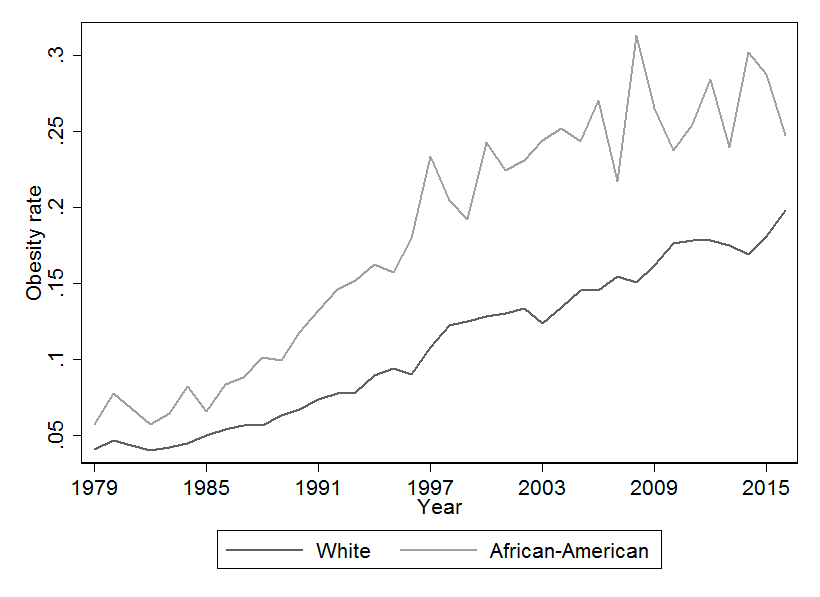 Obesity rate
.3
.25
.2
.15
.1
.05
1979 1985 1991 1997 2003 2009 2015
Year
White African-American